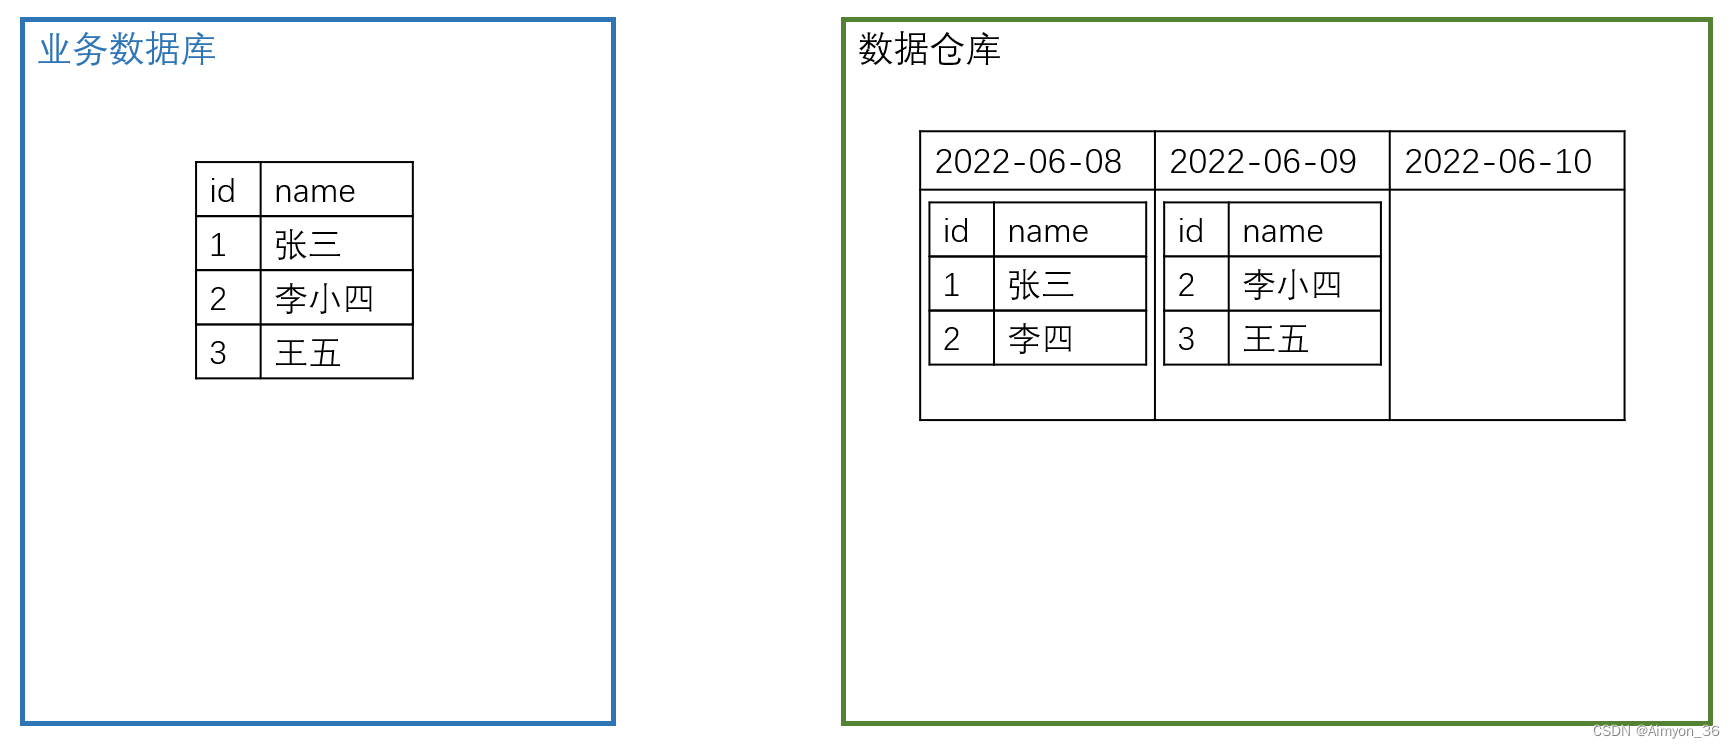 业务数据库
id name
1 张三
2 李小四
3 王五
数据仓库
2022-06-08 2022-06-09 2022-06-10
id name id name
1 张三 2 李小四
2 李四 3 王五
CSDN @Aimyon_36